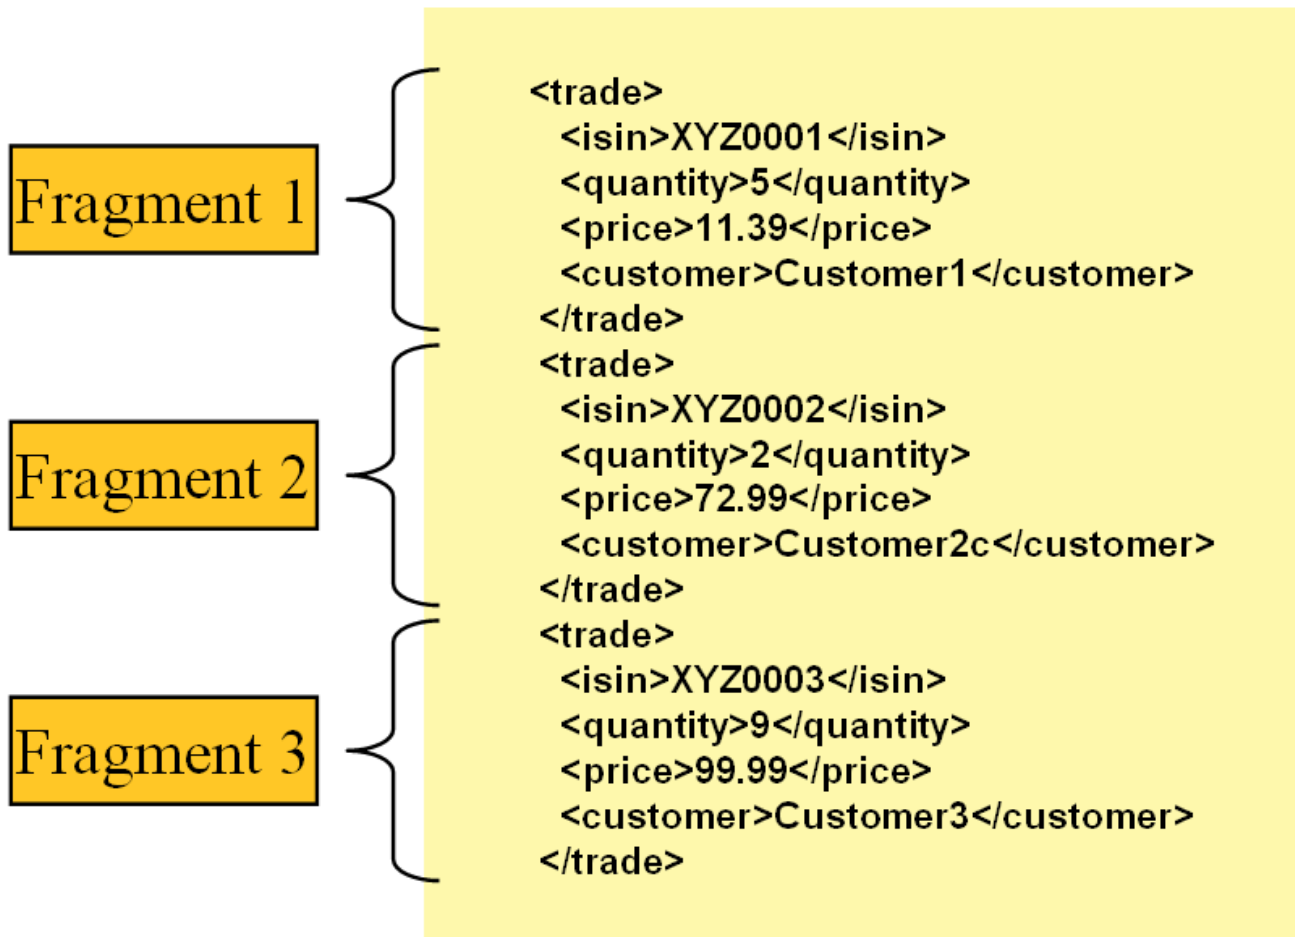 <trade>
<isin>XYZ0001</isin>
<quantity>5</quantity>
Fragment 1
<price>11.39</price>
<customer>Customer1</customer>
</trade>
<trade>
<isin>XYZ0002</isin>
<quantity>2</quantity>
Fragment 2
<price>72.99</price>
<customer>Customer2c</customer>
</trade>
<trade>
<isin>XYZ0003</isin>
<quantity>9</quantity>
Fragment 3
<price>99.99</price>
<customer>Customer3</customer>
</trade>